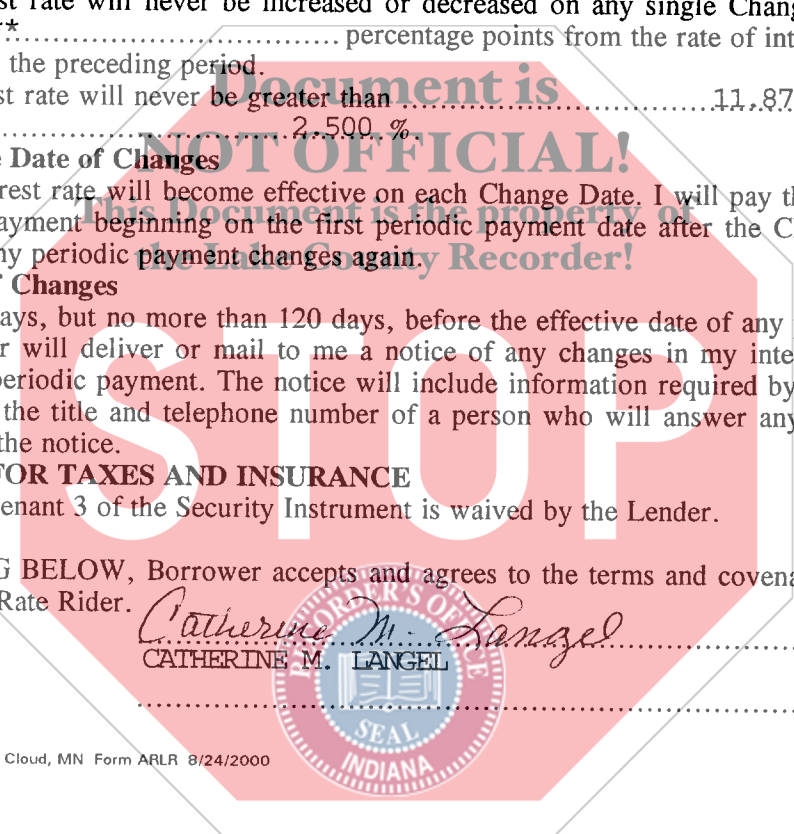 st rate will never be increased or decreased on any single Chang
*................................ percentage points from the rate of int
the preceding period.
st rate will never be greater than ........................................11.87
................................2.500 %.
Date of Changes
rest rate will become effective on each Change Date. I will pay th
ayment beginning on the first periodic payment date after the C
ny periodic payment changes again.
Changes
ays, but no more than 120 days, before the effective date of any
r will deliver or mail to me a notice of any changes in my inte
periodic payment. The notice will include information required by
the title and telephone number of a person who will answer any
the notice.
FOR TAXES AND INSURANCE
enant 3 of the Security Instrument is waived by the Lender.
G BELOW, Borrower accepts and agrees to the terms and covena
Rate Rider.
Catherine M. Langel
CATHERINE M. LANGEL
Cloud, MN Form ARLR 8/24/2000
Document is
NOT OFFICIAL!
This Document is the property of
the Lake County Recorder!
STOP
RECORDER'S OFFICE
SEAL
INDIANA